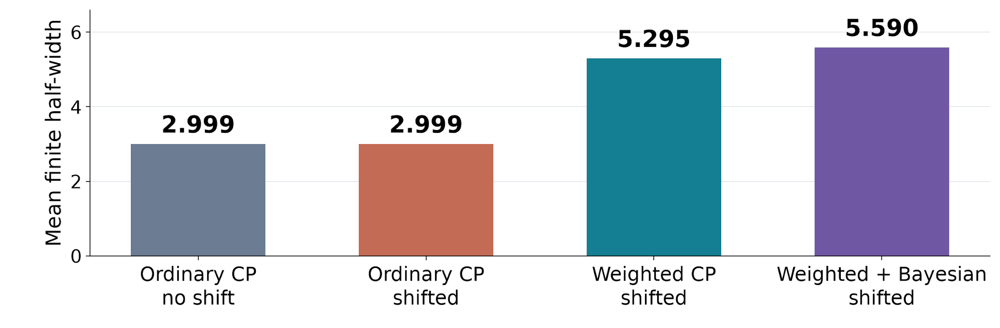 Mean finite half-width
6
4
2
0
2.999
2.999
5.295
5.590
Ordinary CP
no shift
Ordinary CP
shifted
Weighted CP
shifted
Weighted + Bayesian
shifted